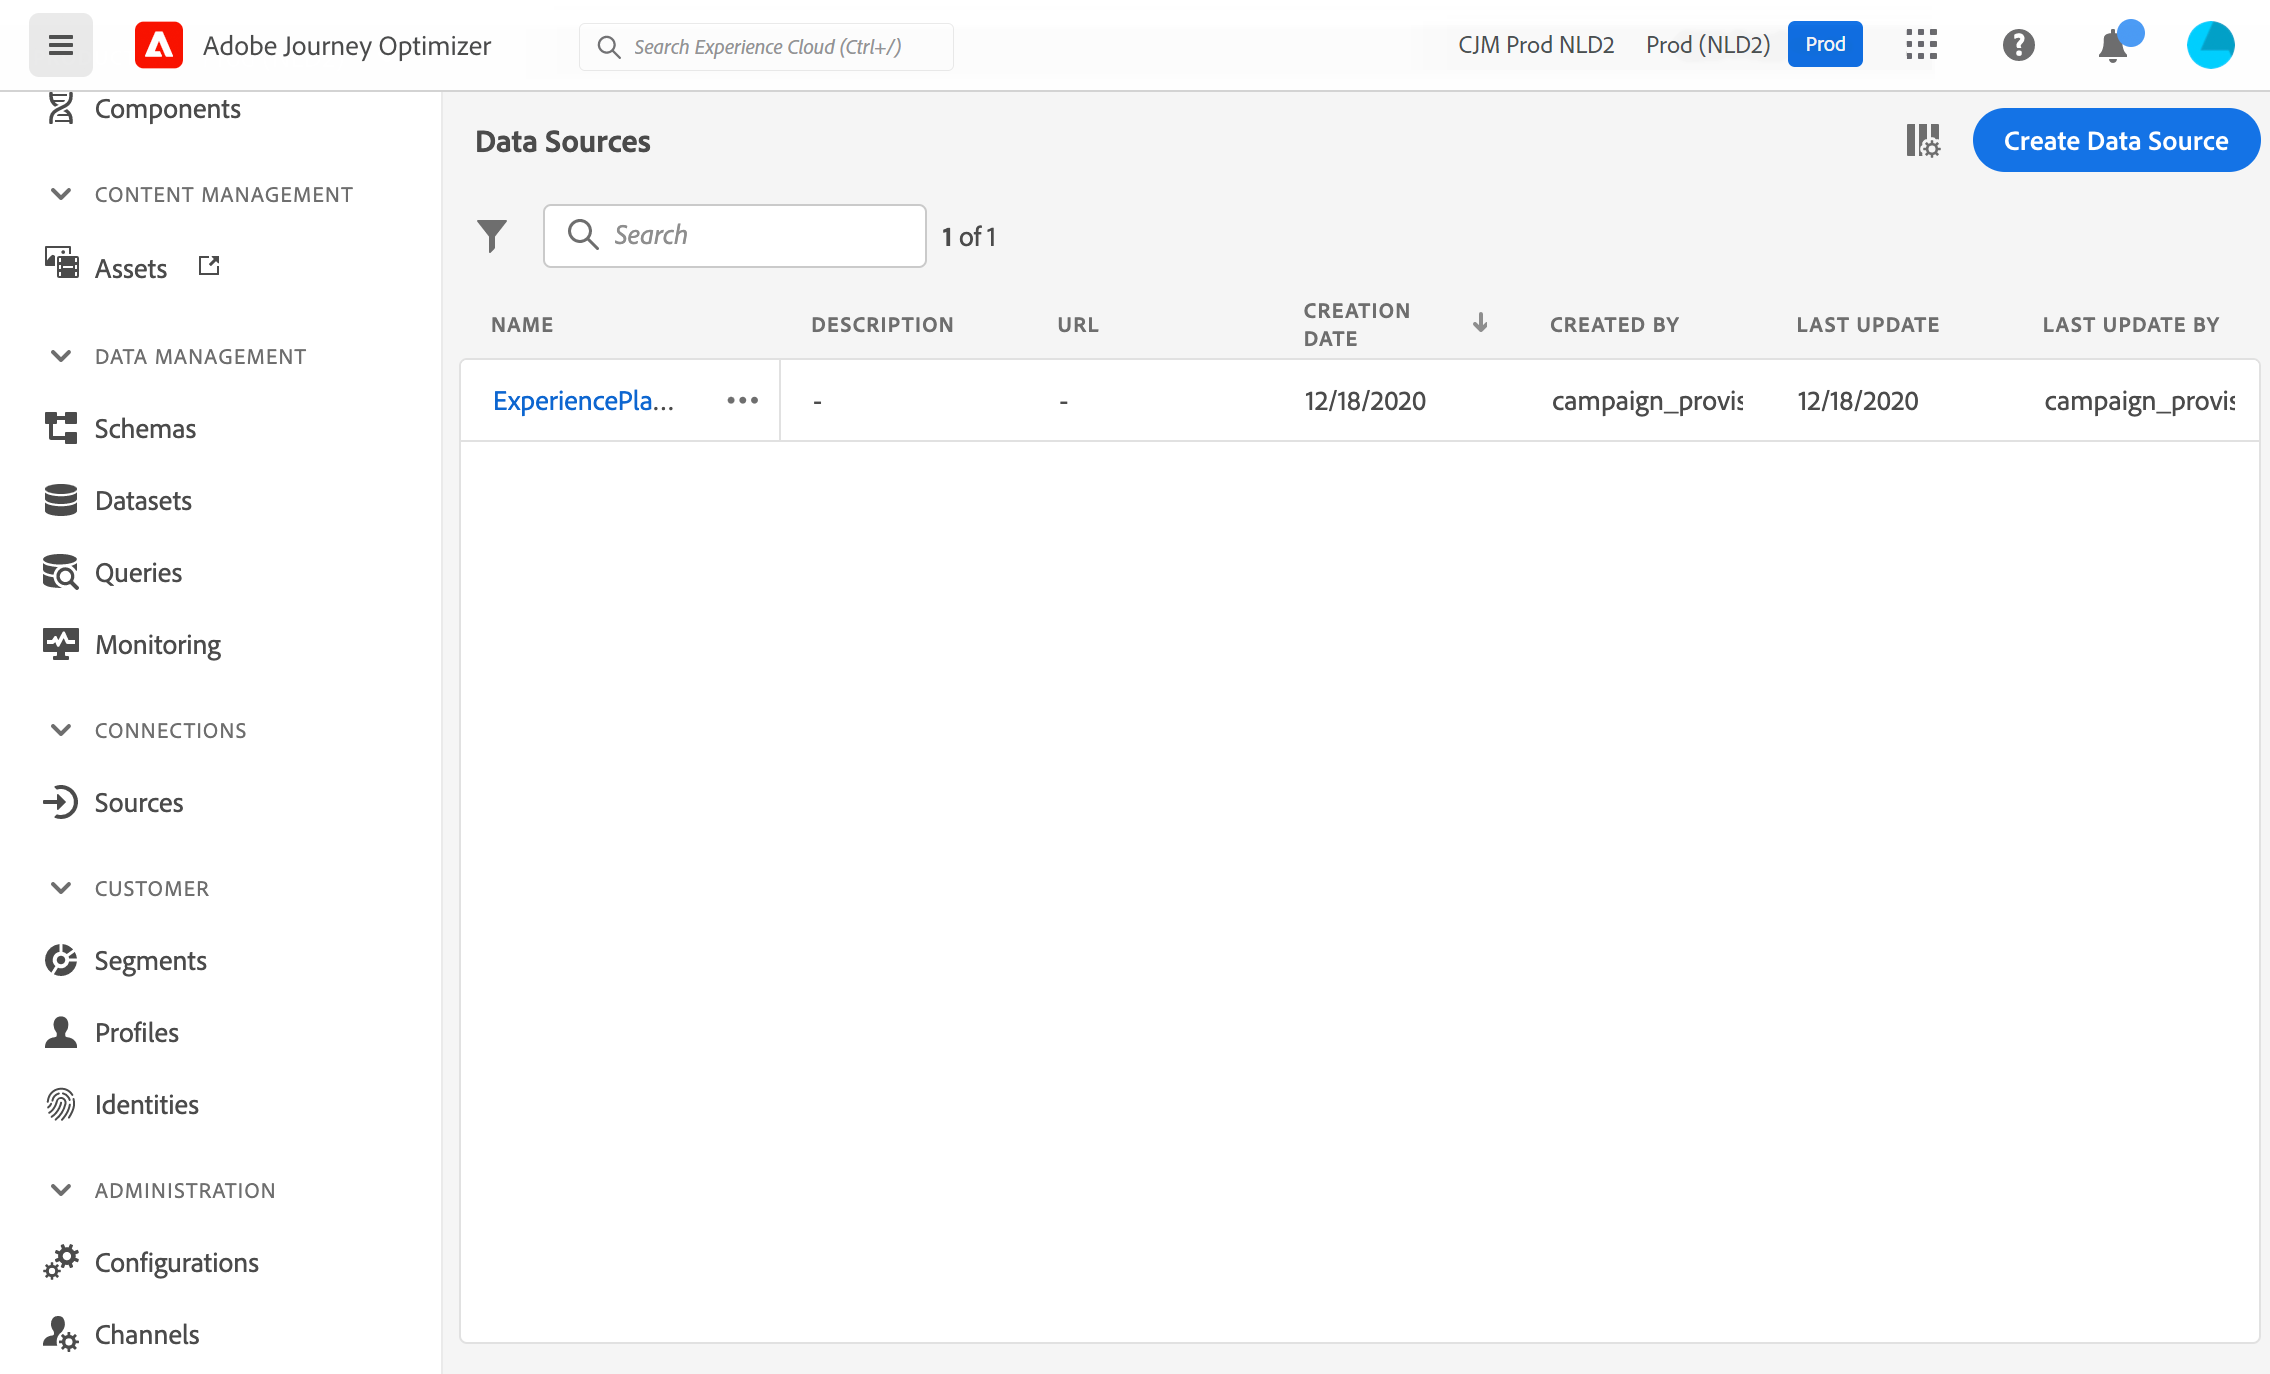 Adobe Journey Optimizer
Search Experience Cloud (Ctrl+/)
CJM Prod NLD2
Prod (NLD2)
Prod
Components
CONTENT MANAGEMENT
Assets
DATA MANAGEMENT
Schemas
Datasets
Queries
Monitoring
CONNECTIONS
Sources
CUSTOMER
Segments
Profiles
Identities
ADMINISTRATION
Configurations
Channels
Data Sources
Create Data Source
Search
1 of 1
NAME
DESCRIPTION
URL
CREATION
DATE
CREATED BY
LAST UPDATE
LAST UPDATE BY
ExperiencePla...
-
-
12/18/2020
campaign_provis
12/18/2020
campaign_provis